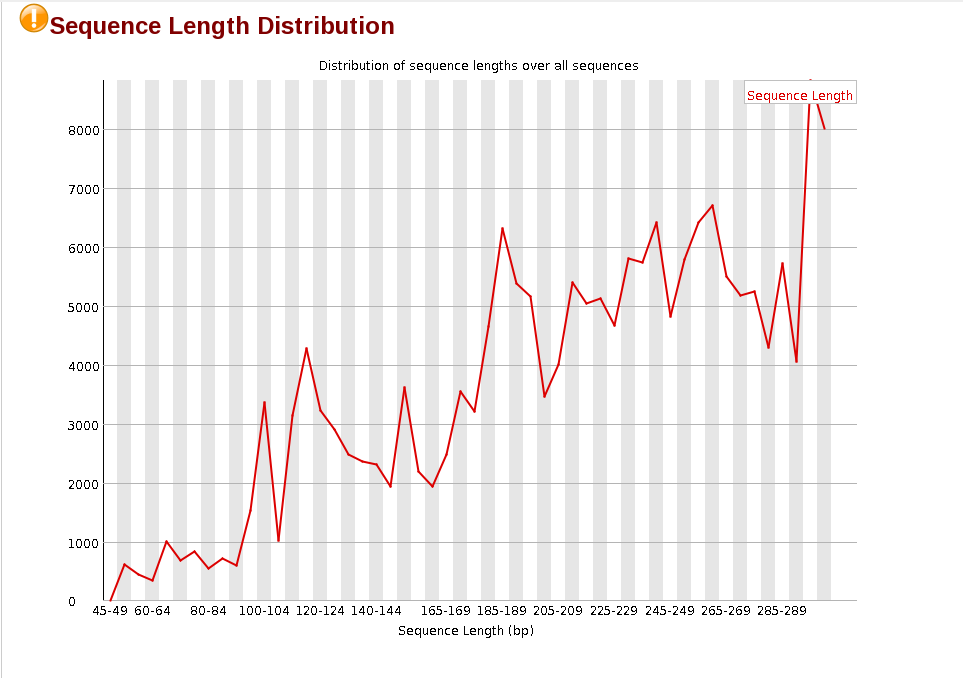 Sequence Length Distribution
Distribution of sequence lengths over all sequences
Sequence Length
8000
7000
6000
5000
4000
3000
2000
1000
0
45-49 60-64 80-84 100-104 120-124 140-144 165-169 185-189 205-209 225-229 245-249 265-269 285-289
Sequence Length (bp)